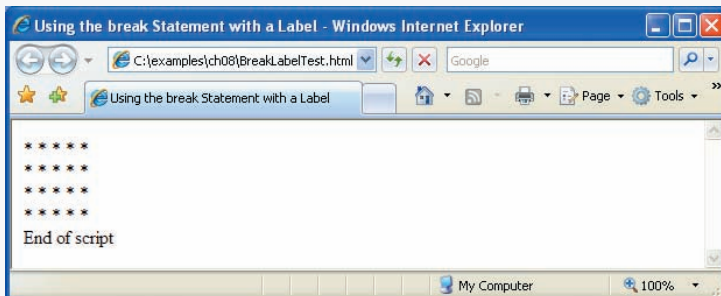 Using the break Statement with a Label - Windows Internet Explorer
C:\examples\ch08\BreakLabelTest.html Google
Using the break Statement with a Label Page Tools »
* * * * *
* * * * *
* * * * *
* * * * *
End of script
My Computer 100%